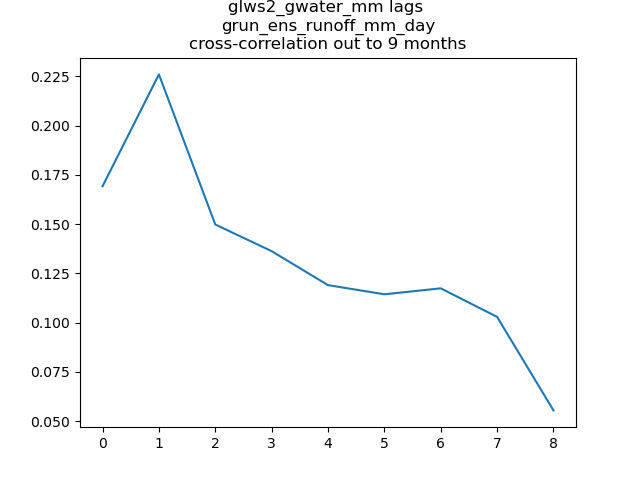 glws2_gwater_mm lags
grun_ens_runoff_mm_day
cross-correlation out to 9 months
0.225
0.200
0.175
0.150
0.125
0.100
0.075
0.050
0 1 2 3 4 5 6 7 8